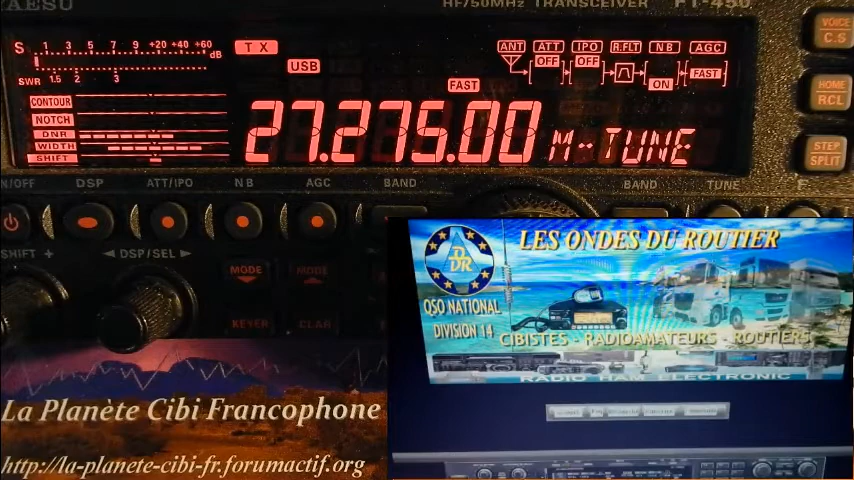 YAESU
HF/50MHz TRANSCEIVER FT-450
S 1 3 5 7 9 +20 +40 +60 dB
TX
ANT ATT IPO R.FLT NB AGC
VOICE
C.S
SWR 1.5 2 3
USB
OFF OFF ON FAST
FAST
HOME
RCL
CONTOUR
NOTCH
DNR
WIDTH
SHIFT
27.275.00 M-TUNE
STEP
SPLIT
ON/OFF DSP ATT/IPO NB AGC BAND BAND TUNE F
SHIFT + ◄ DSP/SEL ►
MODE MODE
KEYER CLAR
LES ONDES DU ROUTIER
DDR
QSO NATIONAL
DIVISION 14
CIBISTES - RADIOAMATEURS - ROUTIERS
RADIO HAM ELECTRONIC
La Planète Cibi Francophone
http://la-planete-cibi-fr.forumactif.org